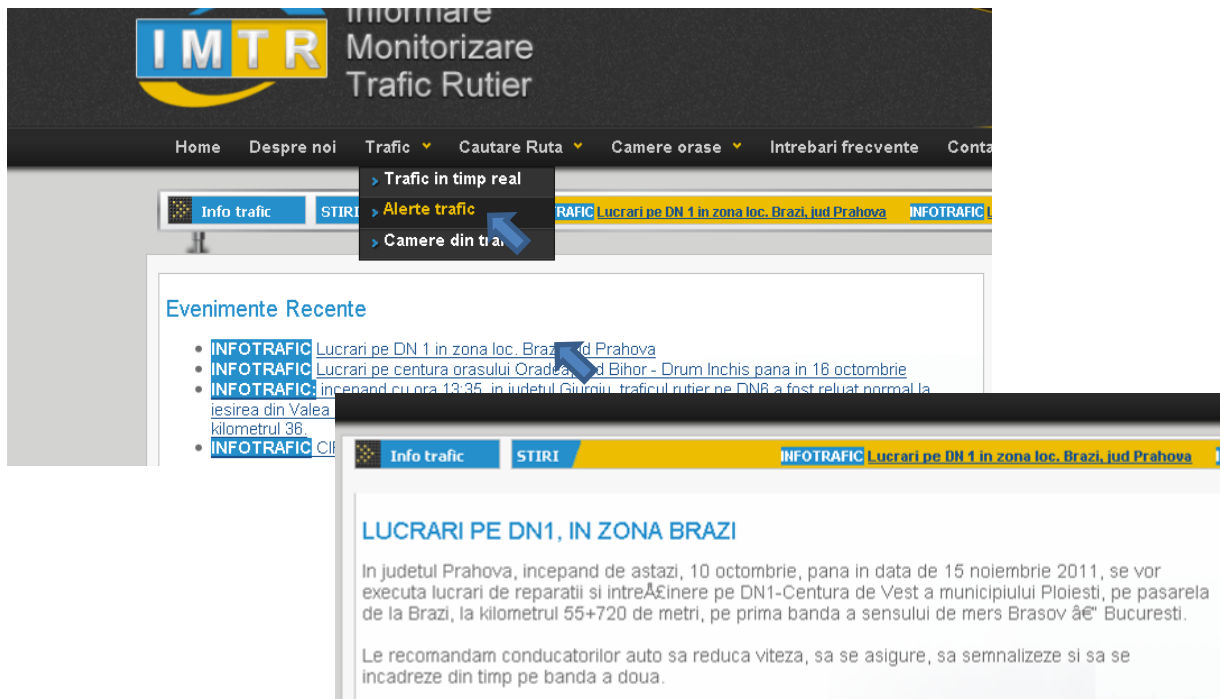 Informare
IMTR Monitorizare
Trafic Rutier
Home Despre noi Trafic Cautare Ruta Camere orase Intrebari frecvente
Trafic in timp real
Info trafic STIRI Alerte trafic Lucrari pe DN 1 in zona loc. Brazi, jud Prahova INFOTRAFIC
Camere din
Evenimente Recente
INFOTRAFIC Lucrari pe DN 1 in zona loc. Prahova
INFOTRAFIC Lucrari pe centura orasului Bihor - Drum Inchis pana in 16 octombrie
INFOTRAFIC: incepand cu ora 13:35, in judetul Giurgiu, traficul rutier pe DN6 a fost reluat normal la
iesirea din Valea
kilometrul 36.
INFOTRAFIC
Info trafic STIRI INFOTRAFIC Lucrari pe DN 1 in zona loc. Brazi, jud Prahova
LUCRARI PE DN1, IN ZONA BRAZI
In judetul Prahova, incepand de astazi, 10 octombrie, pana in data de 15 noiembrie 2011, se vor
executa lucrari de reparatii si intreÅ£inere pe DN1-Centura de Vest a municipiului Ploiesti, pe pasarela
de la Brazi, la kilometrul 55+720 de metri, pe prima banda a sensului de mers Brasov â€“ Bucuresti.
Le recomandam conducatorilor auto sa reduca viteza, sa se asigure, sa semnalizeze si sa se
incadreze din timp pe banda a doua.